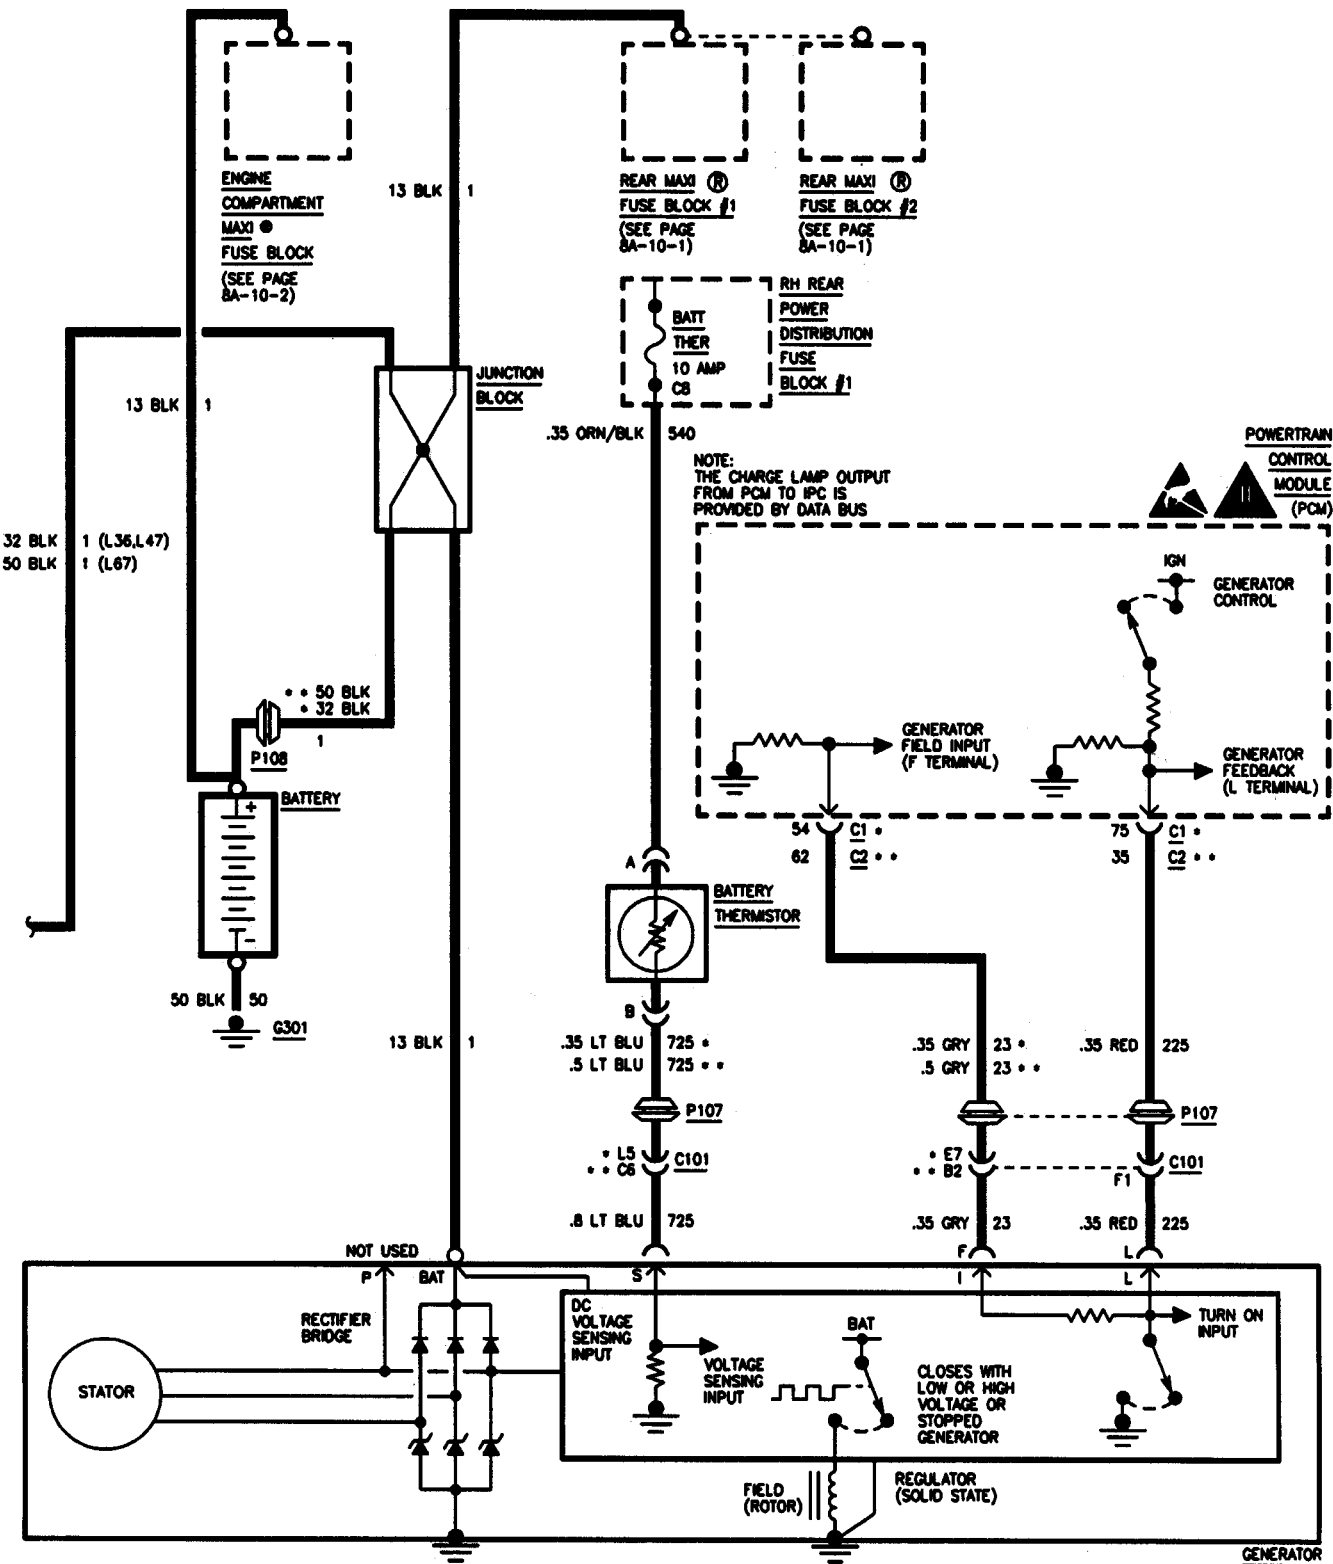 ENGINE
COMPARTMENT
MAXI ●
FUSE BLOCK
(SEE PAGE
8A-10-2)
13 BLK 1
REAR MAXI ®
FUSE BLOCK #1
(SEE PAGE
8A-10-1)
REAR MAXI ®
FUSE BLOCK #2
(SEE PAGE
8A-10-1)
BATT
THER
10 AMP
C8
RH REAR
POWER
DISTRIBUTION
FUSE
BLOCK #1
JUNCTION
BLOCK
13 BLK 1
.35 ORN/BLK 540
NOTE:
THE CHARGE LAMP OUTPUT
FROM PCM TO IPC IS
PROVIDED BY DATA BUS
POWERTRAIN
CONTROL
MODULE
(PCM)
32 BLK 1 (L36,L47)
50 BLK 1 (L67)
IGN
GENERATOR
CONTROL
* * 50 BLK
* 32 BLK
1
P108
GENERATOR
FIELD INPUT
(F TERMINAL)
GENERATOR
FEEDBACK
(L TERMINAL)
BATTERY
+
-
54 C1 *
62 C2 * *
75 C1 *
35 C2 * *
A
BATTERY
THERMISTOR
B
50 BLK 50
G301
13 BLK 1
.35 LT BLU 725 *
.5 LT BLU 725 * *
.35 GRY 23 *
.5 GRY 23 * *
.35 RED 225
P107
P107
* L5
* * C6
C101
* E7
* * B2
F1
C101
.8 LT BLU 725
.35 GRY 23
.35 RED 225
NOT USED
P
BAT
S
F
I
L
L
RECTIFIER
BRIDGE
STATOR
DC
VOLTAGE
SENSING
INPUT
VOLTAGE
SENSING
INPUT
BAT
CLOSES WITH
LOW OR HIGH
VOLTAGE OR
STOPPED
GENERATOR
TURN ON
INPUT
FIELD
(ROTOR)
REGULATOR
(SOLID STATE)
GENERATOR